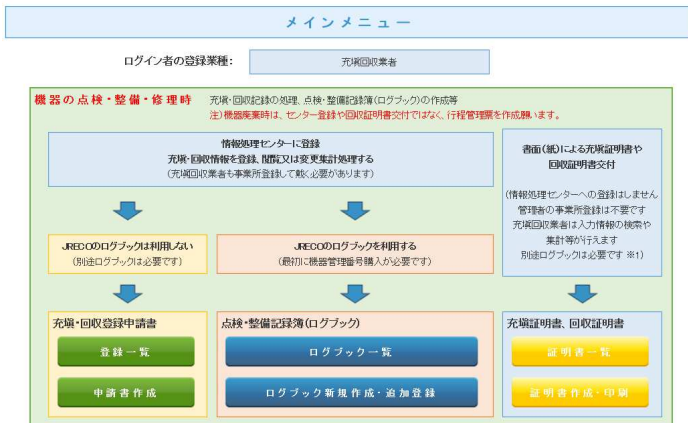 メインメニュー
ログイン者の登録業種:
充填回収業者
機器の点検・整備・修理時
充填・回収記録の処理、点検・整備記録簿(ログブック)の作成等
注)機器廃棄時は、センター登録や回収証明書交付ではなく、行程管理票を作成願います。
情報処理センターに登録
充填・回収情報を登録、閲覧又は変更集計処理する
(充填回収業者も事業所登録して戴く必要があります)
書面(紙)による充填証明書や
回収証明書交付
(情報処理センターへの登録はしません
管理者の事業所登録は不要です
充填回収業者は入力情報の検索や
集計等が行えます
別途ログブックは必要です ※1)
JRECOのログブックは利用しない
(別途ログブックは必要です)
JRECOのログブックを利用する
(最初に機器管理番号購入が必要です)
充填・回収登録申請書
登録一覧
申請書作成
点検・整備記録簿(ログブック)
ログブック一覧
ログブック新規作成・追加登録
充填証明書、回収証明書
証明書一覧
証明書作成・印刷